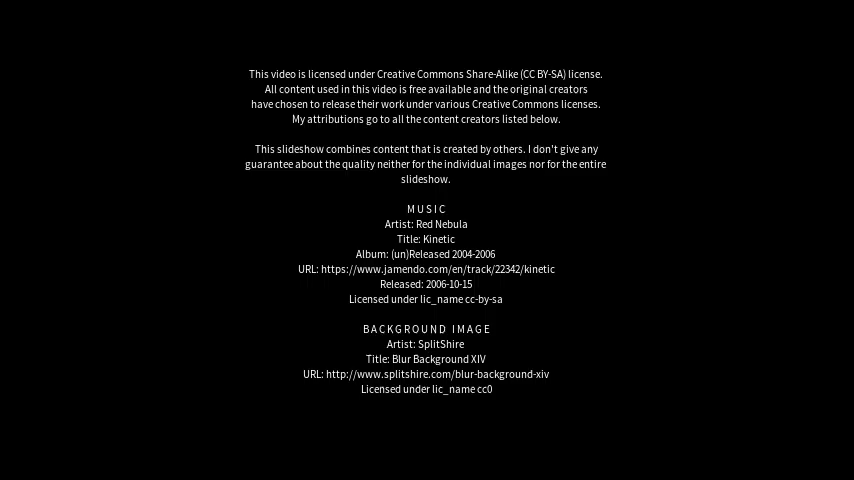 This video is licensed under Creative Commons Share-Alike (CC BY-SA) license.
All content used in this video is free available and the original creators
have chosen to release their work under various Creative Commons licenses.
My attributions go to all the content creators listed below.
This slideshow combines content that is created by others. I don't give any
guarantee about the quality neither for the individual images nor for the entire
slideshow.
MUSIC
Artist: Red Nebula
Title: Kinetic
Album: (un)Released 2004-2006
URL: https://www.jamendo.com/en/track/22342/kinetic
Released: 2006-10-15
Licensed under lic_name cc-by-sa
BACKGROUND IMAGE
Artist: SplitShire
Title: Blur Background XIV
URL: http://www.splitshire.com/blur-background-xiv
Licensed under lic_name cc0